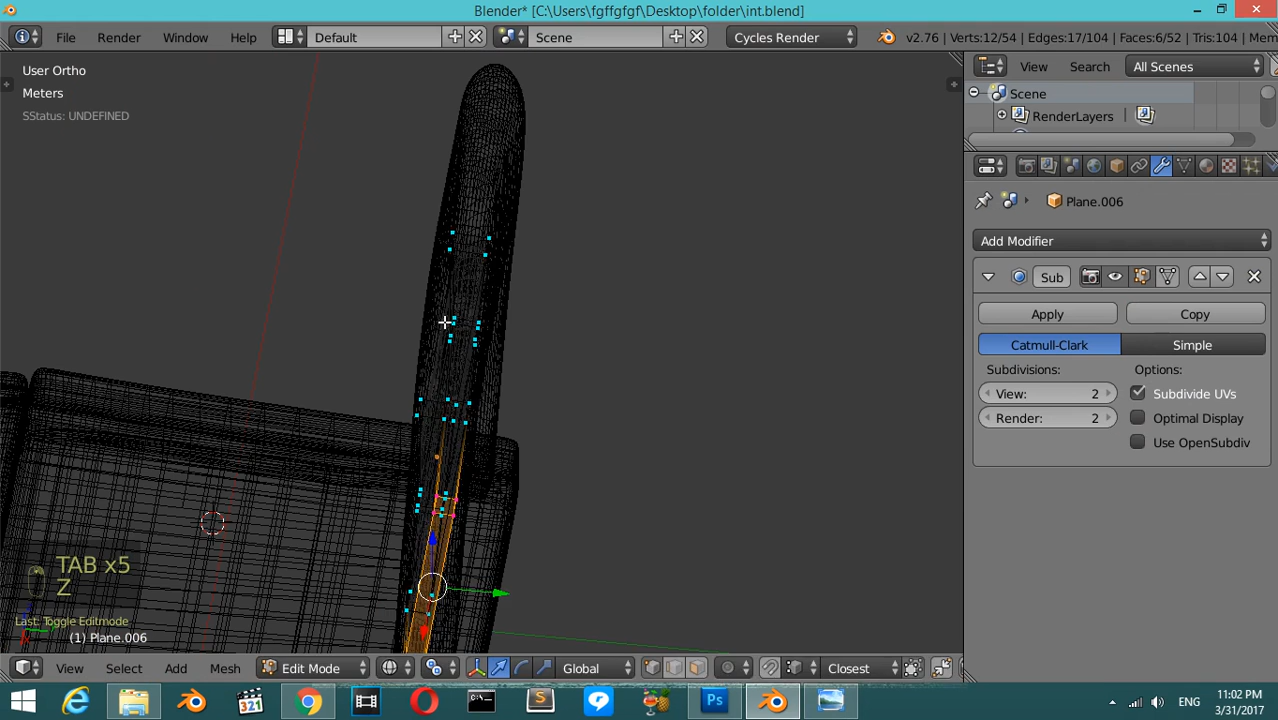 Blender* [C:\Users\fgffgfgf\Desktop\folder\int.blend]
File Render Window Help Default Scene Cycles Render v2.76 | Verts:12/54 | Edges:17/104 | Faces:6/52 | Tris:104 | Mem
User Ortho
Meters
SStatus: UNDEFINED
View Search All Scenes
Scene
RenderLayers
Plane.006
Add Modifier
Sub
Apply Copy
Catmull-Clark Simple
Subdivisions: Options:
View: 2 Subdivide UVs
Render: 2 Optimal Display
Use OpenSubdiv
TAB x5
Z
Last: Toggle Editmode
(1) Plane.006
View Select Add Mesh Edit Mode Global Closest
321
ENG
11:02 PM
3/31/2017